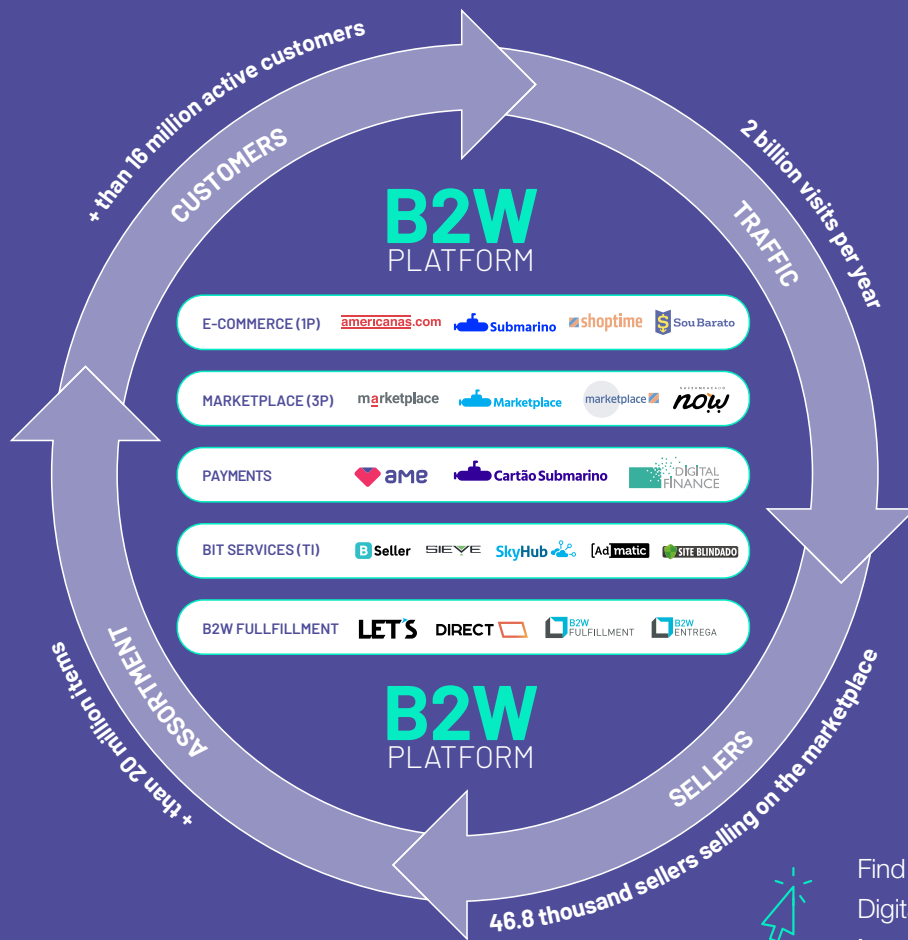 + than 16 million active customers
CUSTOMERS
2 billion visits per year
TRAFFIC
B2W
PLATFORM
E-COMMERCE (1P) americanas.com Submarino shoptime $ SouBarato
MARKETPLACE (3P) marketplace Marketplace marketplace now
PAYMENTS ame Cartão Submarino DIGITAL FINANCE
BIT SERVICES (TI) B Seller SIEVE SkyHub [Ad]matic SITE BLINDADO
B2W FULLFILLMENT LET'S DIRECT B2W FULFILLMENT B2W ENTREGA
B2W
PLATFORM
ASSORTMENT
+ than 20 million items
SELLERS
46.8 thousand sellers selling on the marketplace
Find
Digit